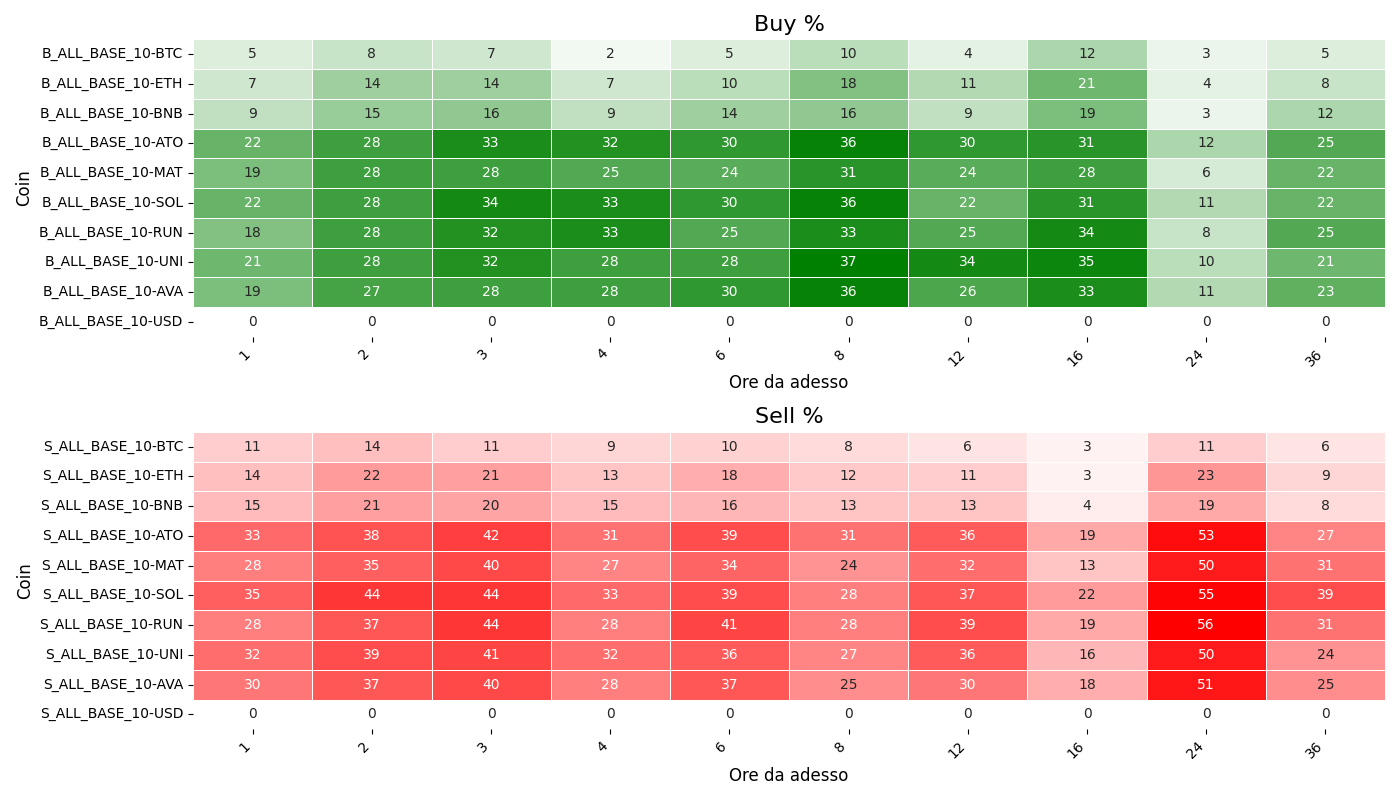 Buy %
Coin
B_ALL_BASE_10-BTC 5 8 7 2 5 10 4 12 3 5
B_ALL_BASE_10-ETH 7 14 14 7 10 18 11 21 4 8
B_ALL_BASE_10-BNB 9 15 16 9 14 16 9 19 3 12
B_ALL_BASE_10-ATO 22 28 33 32 30 36 30 31 12 25
B_ALL_BASE_10-MAT 19 28 28 25 24 31 24 28 6 22
B_ALL_BASE_10-SOL 22 28 34 33 30 36 22 31 11 22
B_ALL_BASE_10-RUN 18 28 32 33 25 33 25 34 8 25
B_ALL_BASE_10-UNI 21 28 32 28 28 37 34 35 10 21
B_ALL_BASE_10-AVA 19 27 28 28 30 36 26 33 11 23
B_ALL_BASE_10-USD 0 0 0 0 0 0 0 0 0 0
1 2 3 4 6 8 12 16 24 36
Ore da adesso
Sell %
Coin
S_ALL_BASE_10-BTC 11 14 11 9 10 8 6 3 11 6
S_ALL_BASE_10-ETH 14 22 21 13 18 12 11 3 23 9
S_ALL_BASE_10-BNB 15 21 20 15 16 13 13 4 19 8
S_ALL_BASE_10-ATO 33 38 42 31 39 31 36 19 53 27
S_ALL_BASE_10-MAT 28 35 40 27 34 24 32 13 50 31
S_ALL_BASE_10-SOL 35 44 44 33 39 28 37 22 55 39
S_ALL_BASE_10-RUN 28 37 44 28 41 28 39 19 56 31
S_ALL_BASE_10-UNI 32 39 41 32 36 27 36 16 50 24
S_ALL_BASE_10-AVA 30 37 40 28 37 25 30 18 51 25
S_ALL_BASE_10-USD 0 0 0 0 0 0 0 0 0 0
1 2 3 4 6 8 12 16 24 36
Ore da adesso